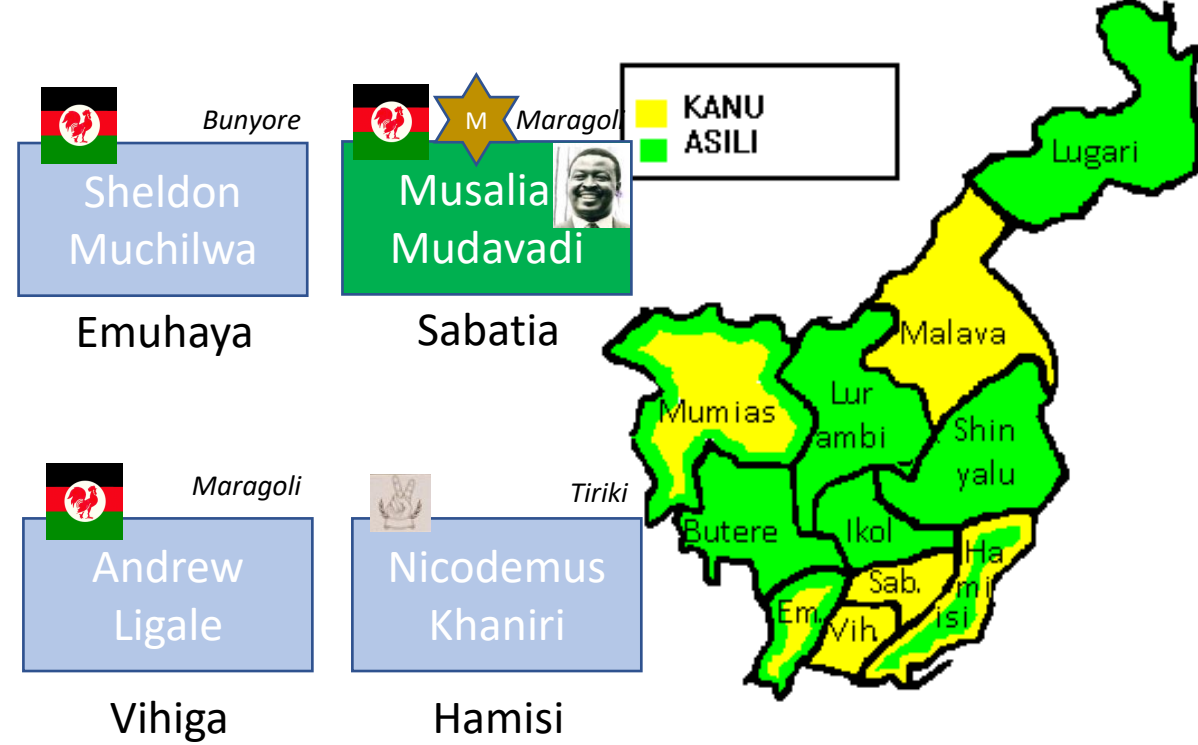 Bunyore
Sheldon
Muchilwa
Emuhaya
M
Maragoli
Musalia
Mudavadi
Sabatia
Maragoli
Andrew
Ligale
Vihiga
Tiriki
Nicodemus
Khaniri
Hamisi
KANU
ASILI
Lugari
Malava
Mumias
Lur
ambi
Shin
yalu
Butere
Ikol
Ha
mi
isi
Sab.
Em.
Vih.